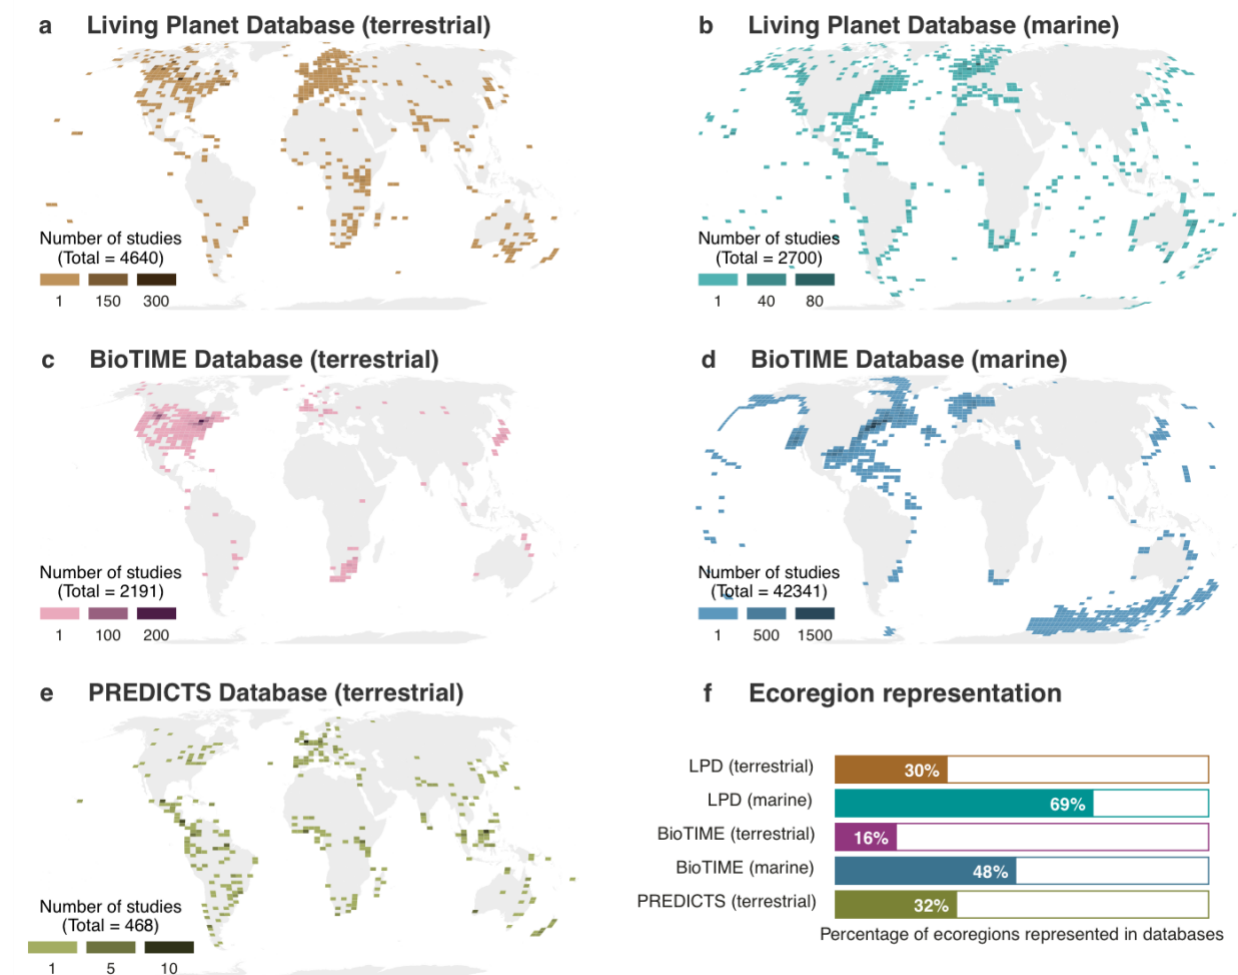 a Living Planet Database (terrestrial)
Number of studies
(Total = 4640)
1 150 300
b Living Planet Database (marine)
Number of studies
(Total = 2700)
1 40 80
c BioTIME Database (terrestrial)
Number of studies
(Total = 2191)
1 100 200
d BioTIME Database (marine)
Number of studies
(Total = 42341)
1 500 1500
e PREDICTS Database (terrestrial)
Number of studies
(Total = 468)
1 5 10
f Ecoregion representation
LPD (terrestrial) 30%
LPD (marine) 69%
BioTIME (terrestrial) 16%
BioTIME (marine) 48%
PREDICTS (terrestrial) 32%
Percentage of ecoregions represented in databases